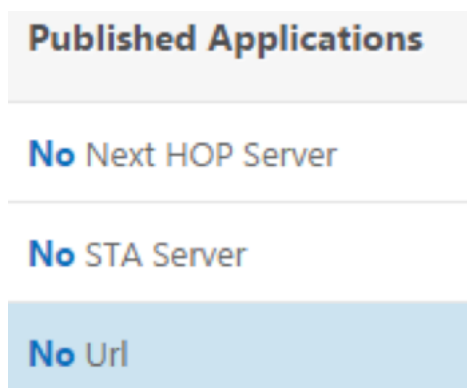 Published Applications
No Next HOP Server
No STA Server
No Url